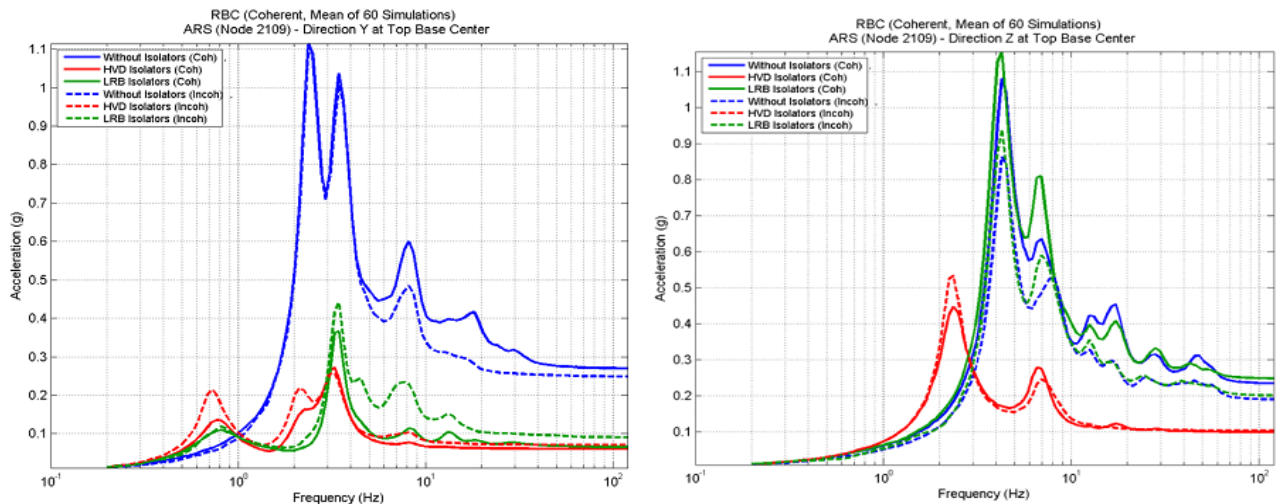 RBC (Coherent, Mean of 60 Simulations)
ARS (Node 2109) - Direction Y at Top Base Center
1.1
1
0.9
0.8
0.7
0.6
0.5
0.4
0.3
0.2
0.1
Acceleration (g)
Without Isolators (Coh)
HVD Isolators (Coh)
LRB Isolators (Coh)
Without Isolators (Incoh)
HVD Isolators (Incoh)
LRB Isolators (Incoh)
10-1
100
101
102
Frequency (Hz)
RBC (Coherent, Mean of 60 Simulations)
ARS (Node 2109) - Direction Z at Top Base Center
1.1
1
0.9
0.8
0.7
0.6
0.5
0.4
0.3
0.2
0.1
Acceleration (g)
Without Isolators (Coh)
HVD Isolators (Coh)
LRB Isolators (Coh)
Without Isolators (Incoh)
HVD Isolators (Incoh)
LRB Isolators (Incoh)
10-1
100
101
102
Frequency (Hz)